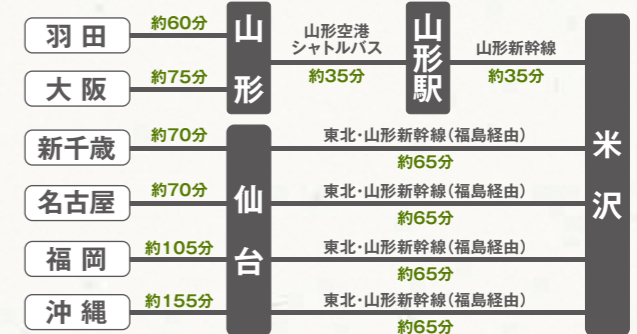 羽田
約60分
山形
山形空港
シャトルバス
約35分
山形駅
山形新幹線
約35分
米沢
大阪
約75分
新千歳
約70分
仙台
東北・山形新幹線（福島経由）
約65分
名古屋
約70分
東北・山形新幹線（福島経由）
約65分
福岡
約105分
東北・山形新幹線（福島経由）
約65分
沖縄
約155分
東北・山形新幹線（福島経由）
約65分